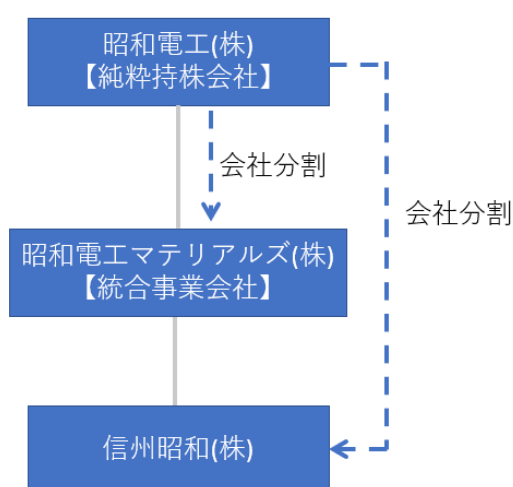 昭和電工(株)
【純粋持株会社】
会社分割
会社分割
昭和電工マテリアルズ(株)
【統合事業会社】
信州昭和(株)